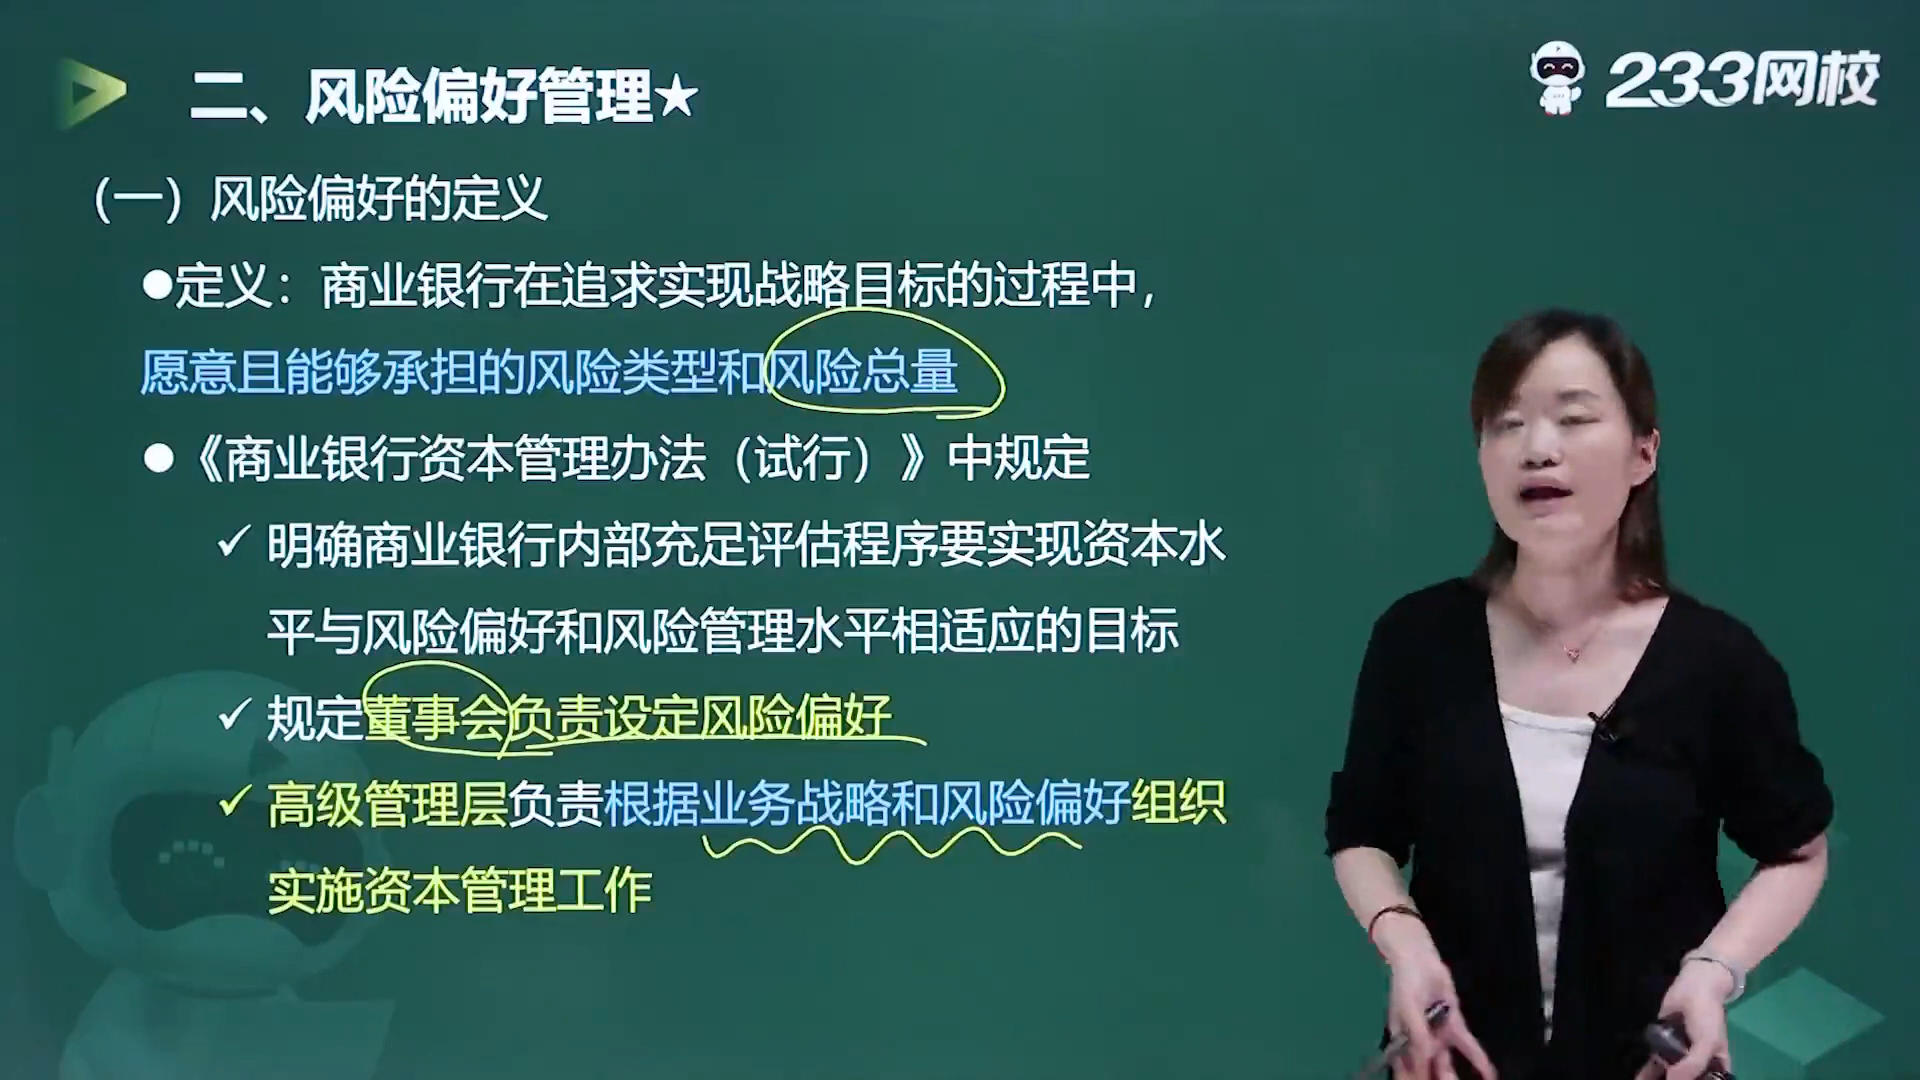 二、风险偏好管理★
233网校
（一）风险偏好的定义
●定义：商业银行在追求实现战略目标的过程中，
愿意且能够承担的风险类型和风险总量
●《商业银行资本管理办法（试行）》中规定
✓ 明确商业银行内部充足评估程序要实现资本水
平与风险偏好和风险管理水平相适应的目标
✓ 规定董事会负责设定风险偏好
✓ 高级管理层负责根据业务战略和风险偏好组织
实施资本管理工作